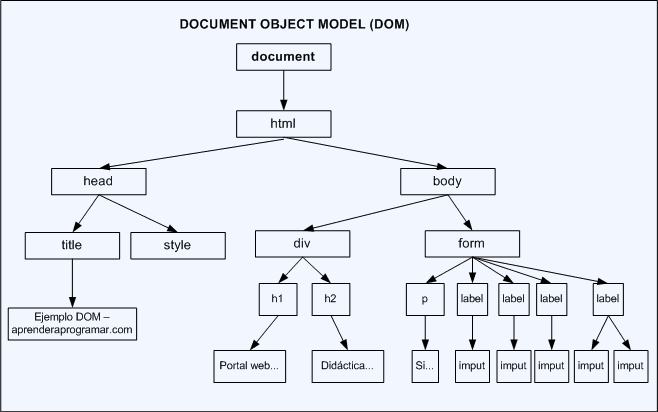 DOCUMENT OBJECT MODEL (DOM)
document
html
head
body
title
style
div
form
h1
h2
p
label
label
label
label
Ejemplo DOM –
aprenderaprogramar.com
Portal web...
Didáctica...
Si...
imput
imput
imput
imput
imput